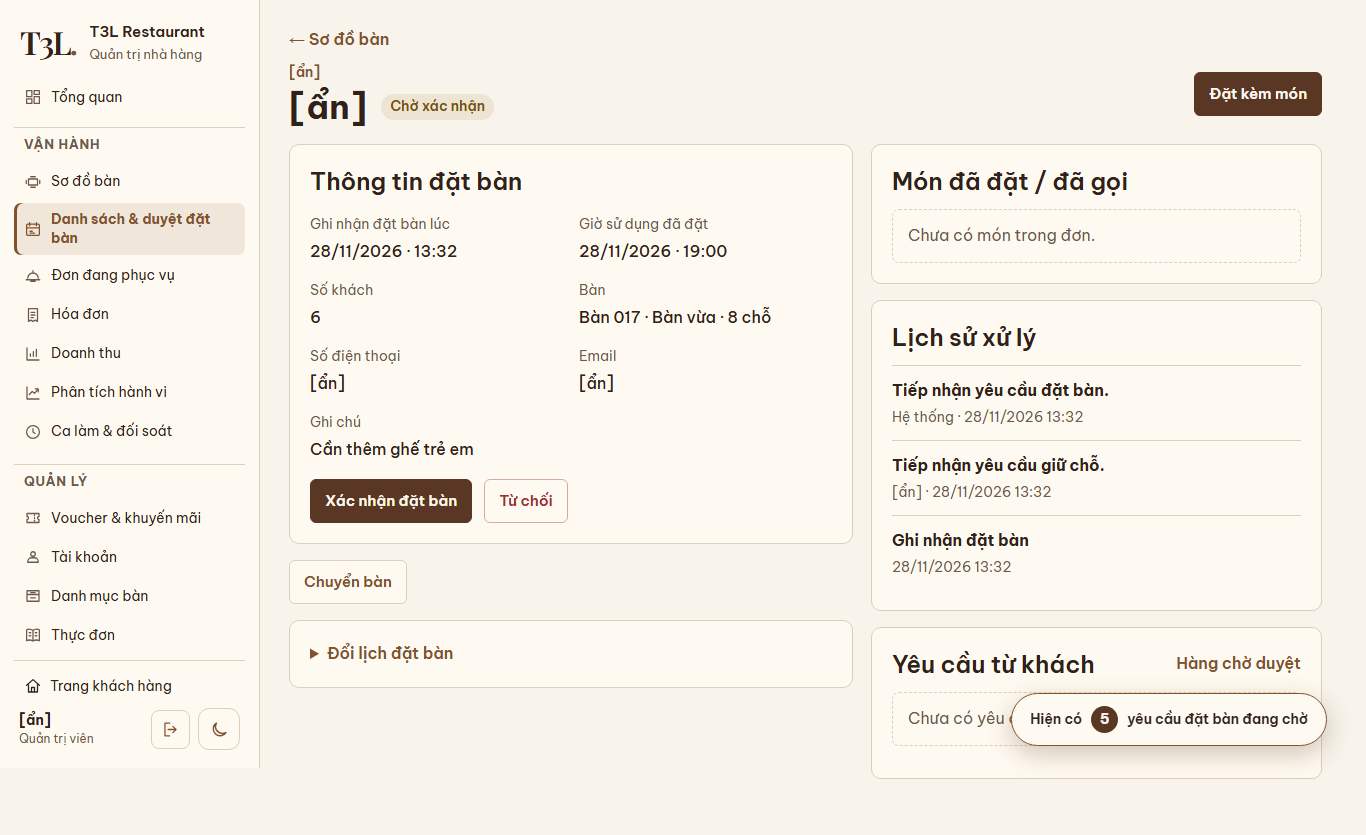 T3L.
T3L Restaurant
Quản trị nhà hàng
Tổng quan
VẬN HÀNH
Sơ đồ bàn
Danh sách & duyệt đặt
bàn
Đơn đang phục vụ
Hóa đơn
Doanh thu
Phân tích hành vi
Ca làm & đối soát
QUẢN LÝ
Voucher & khuyến mãi
Tài khoản
Danh mục bàn
Thực đơn
Trang khách hàng
[ẩn]
Quản trị viên
← Sơ đồ bàn
[ẩn]
[ẩn] Chờ xác nhận
Đặt kèm món
Thông tin đặt bàn
Ghi nhận đặt bàn lúc
28/11/2026 · 13:32
Giờ sử dụng đã đặt
28/11/2026 · 19:00
Số khách
6
Bàn
Bàn 017 · Bàn vừa · 8 chỗ
Số điện thoại
[ẩn]
Email
[ẩn]
Ghi chú
Cần thêm ghế trẻ em
Xác nhận đặt bàn
Từ chối
Chuyển bàn
Đổi lịch đặt bàn
Món đã đặt / đã gọi
Chưa có món trong đơn.
Lịch sử xử lý
Tiếp nhận yêu cầu đặt bàn.
Hệ thống · 28/11/2026 13:32
Tiếp nhận yêu cầu giữ chỗ.
[ẩn] · 28/11/2026 13:32
Ghi nhận đặt bàn
28/11/2026 13:32
Yêu cầu từ khách
Hàng chờ duyệt
Chưa có yêu
Hiện có 5 yêu cầu đặt bàn đang chờ